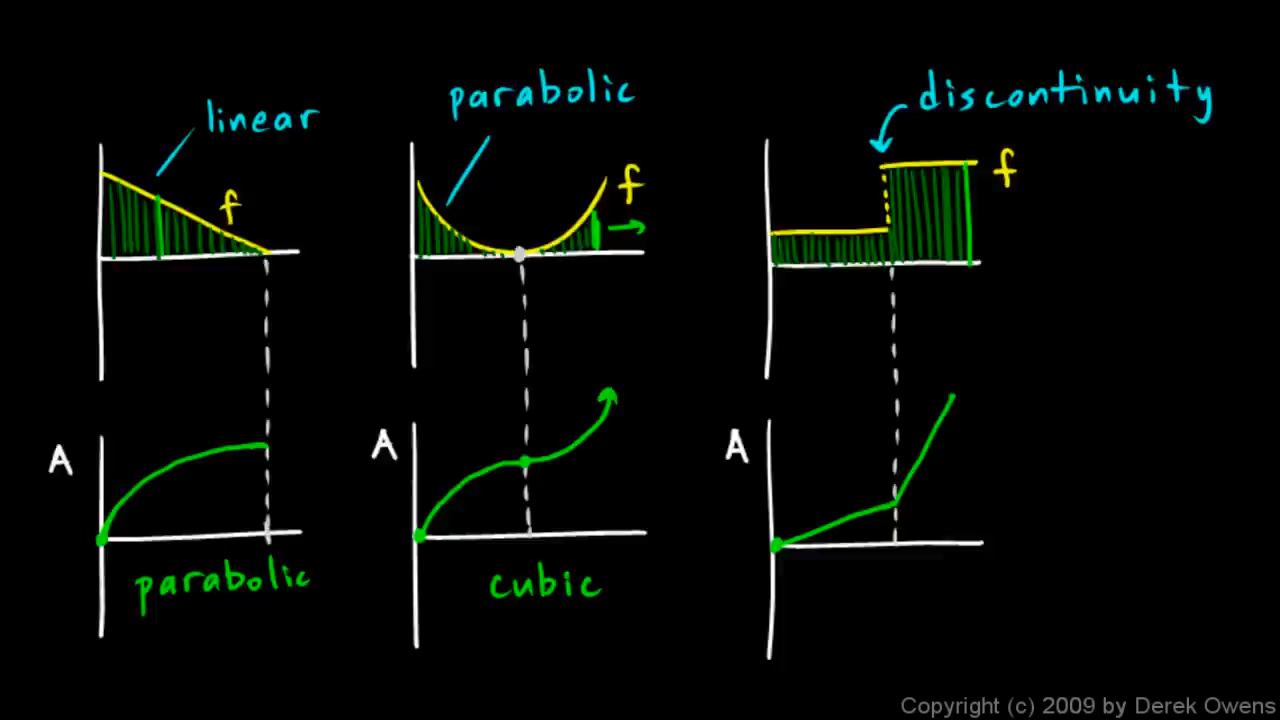 linear
parabolic
discontinuity
f
f
f
A
A
A
parabolic
cubic
Copyright (c) 2009 by Derek Owens